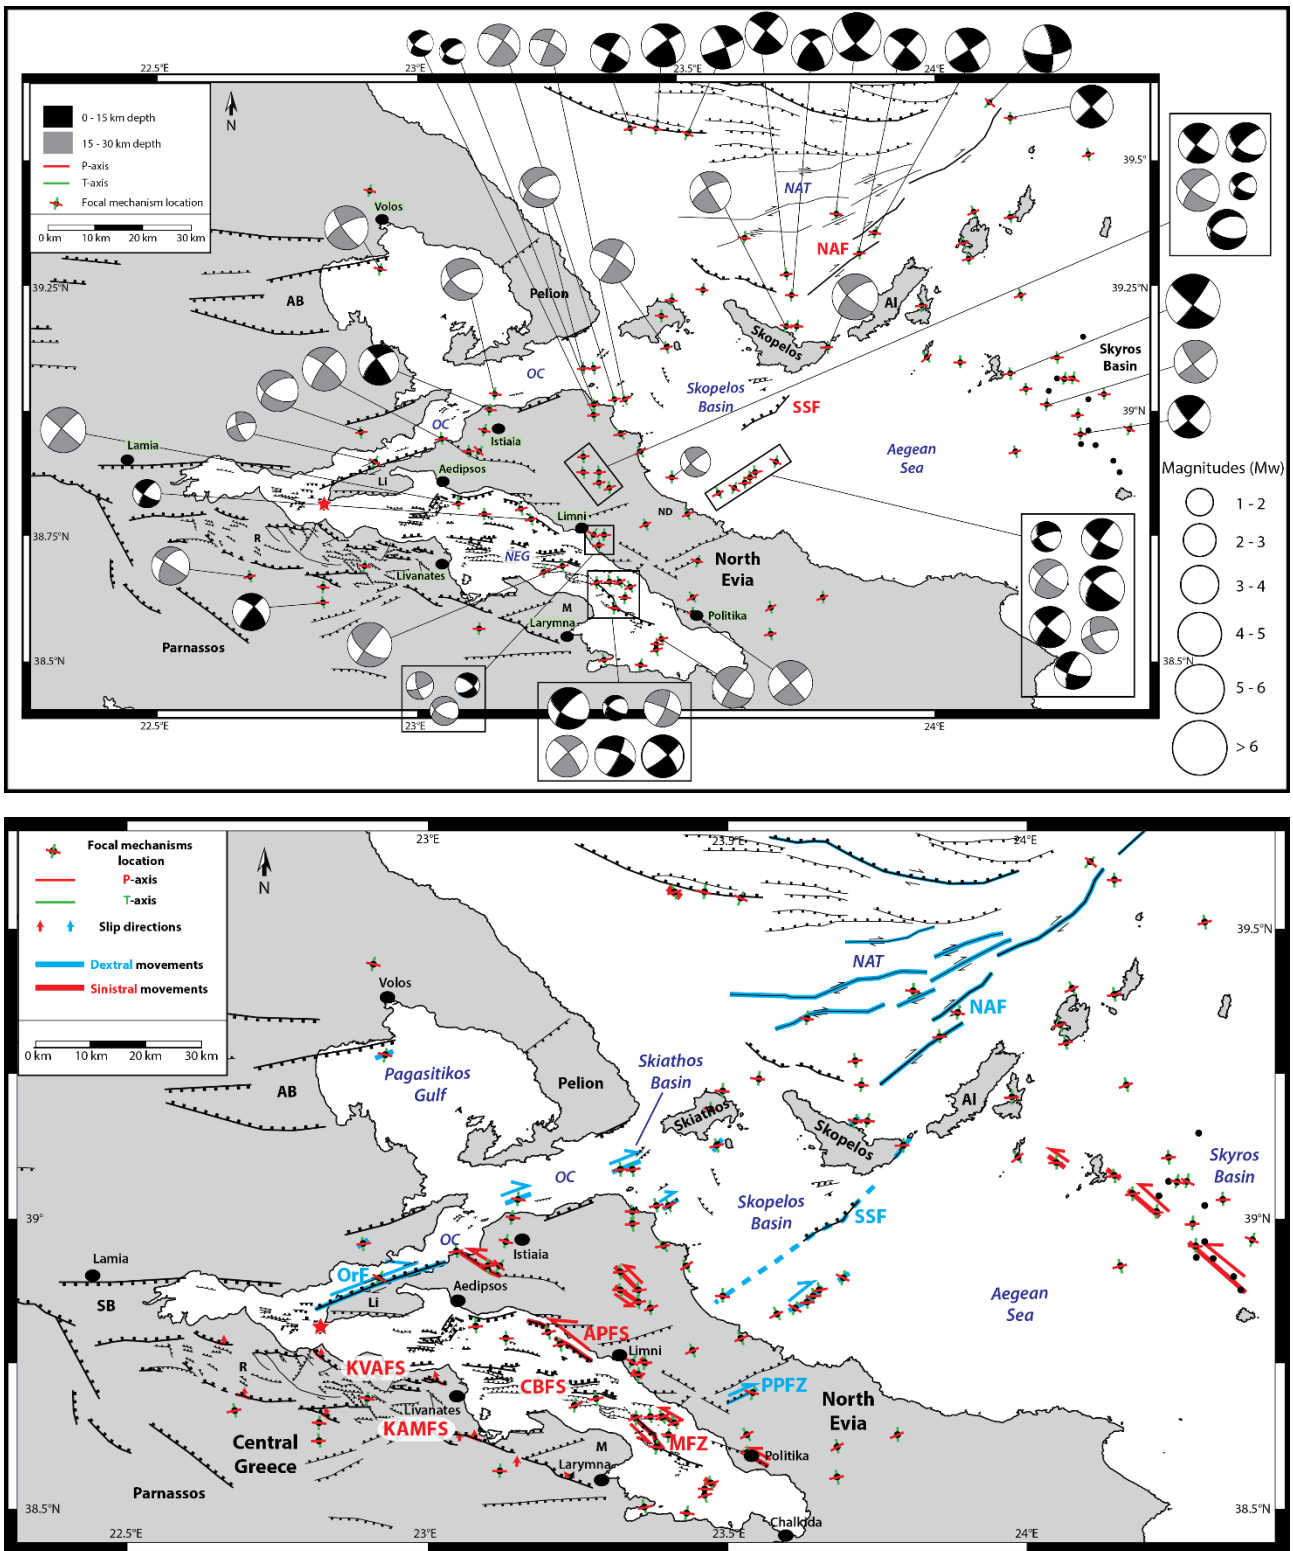 22.5°E
23°E
23.5°E
24°E
0 - 15 km depth
15 - 30 km depth
P-axis
T-axis
Focal mechanism location
0 km 10 km 20 km 30 km
N
Volos
39.5°
NAT
NAF
39.25°N
39.25°N
AB
Pelion
AI
Skopelos
Skyros
Basin
OC
Skopelos
Basin
SSF
39°N
OC
Istiaia
Lamia
Aegean
Sea
Aedipsos
Li
Magnitudes (Mw)
1 - 2
2 - 3
3 - 4
4 - 5
5 - 6
> 6
ND
Limni
38.75°N
R
NEG
North
Evia
Livanates
M
Larymna
Politika
Parnassos
38.5°N
38.5°N
22.5°E
23°E
24°E
23°E
23.5°E
24°E
Focal mechanisms
location
P-axis
T-axis
Slip directions
Dextral movements
Sinistral movements
0 km 10 km 20 km 30 km
N
39.5°N
NAT
Volos
NAF
Skiathos
Basin
Pagasitikos
Gulf
Pelion
AB
AI
Skiathos
Skopelos
Skyros
Basin
OC
Skopelos
Basin
SSF
39°
39°N
OC
Istiaia
Lamia
OrF
Aedipsos
SB
Li
Aegean
Sea
APFS
Limni
R
KVAFS
CBFS
PPFZ
North
Evia
Livanates
KAMFS
Central
Greece
MFZ
M
Politika
Larymna
Parnassos
38.5°N
38.5°N
Chalkida
22.5°E
23°E
23.5°E
24°E